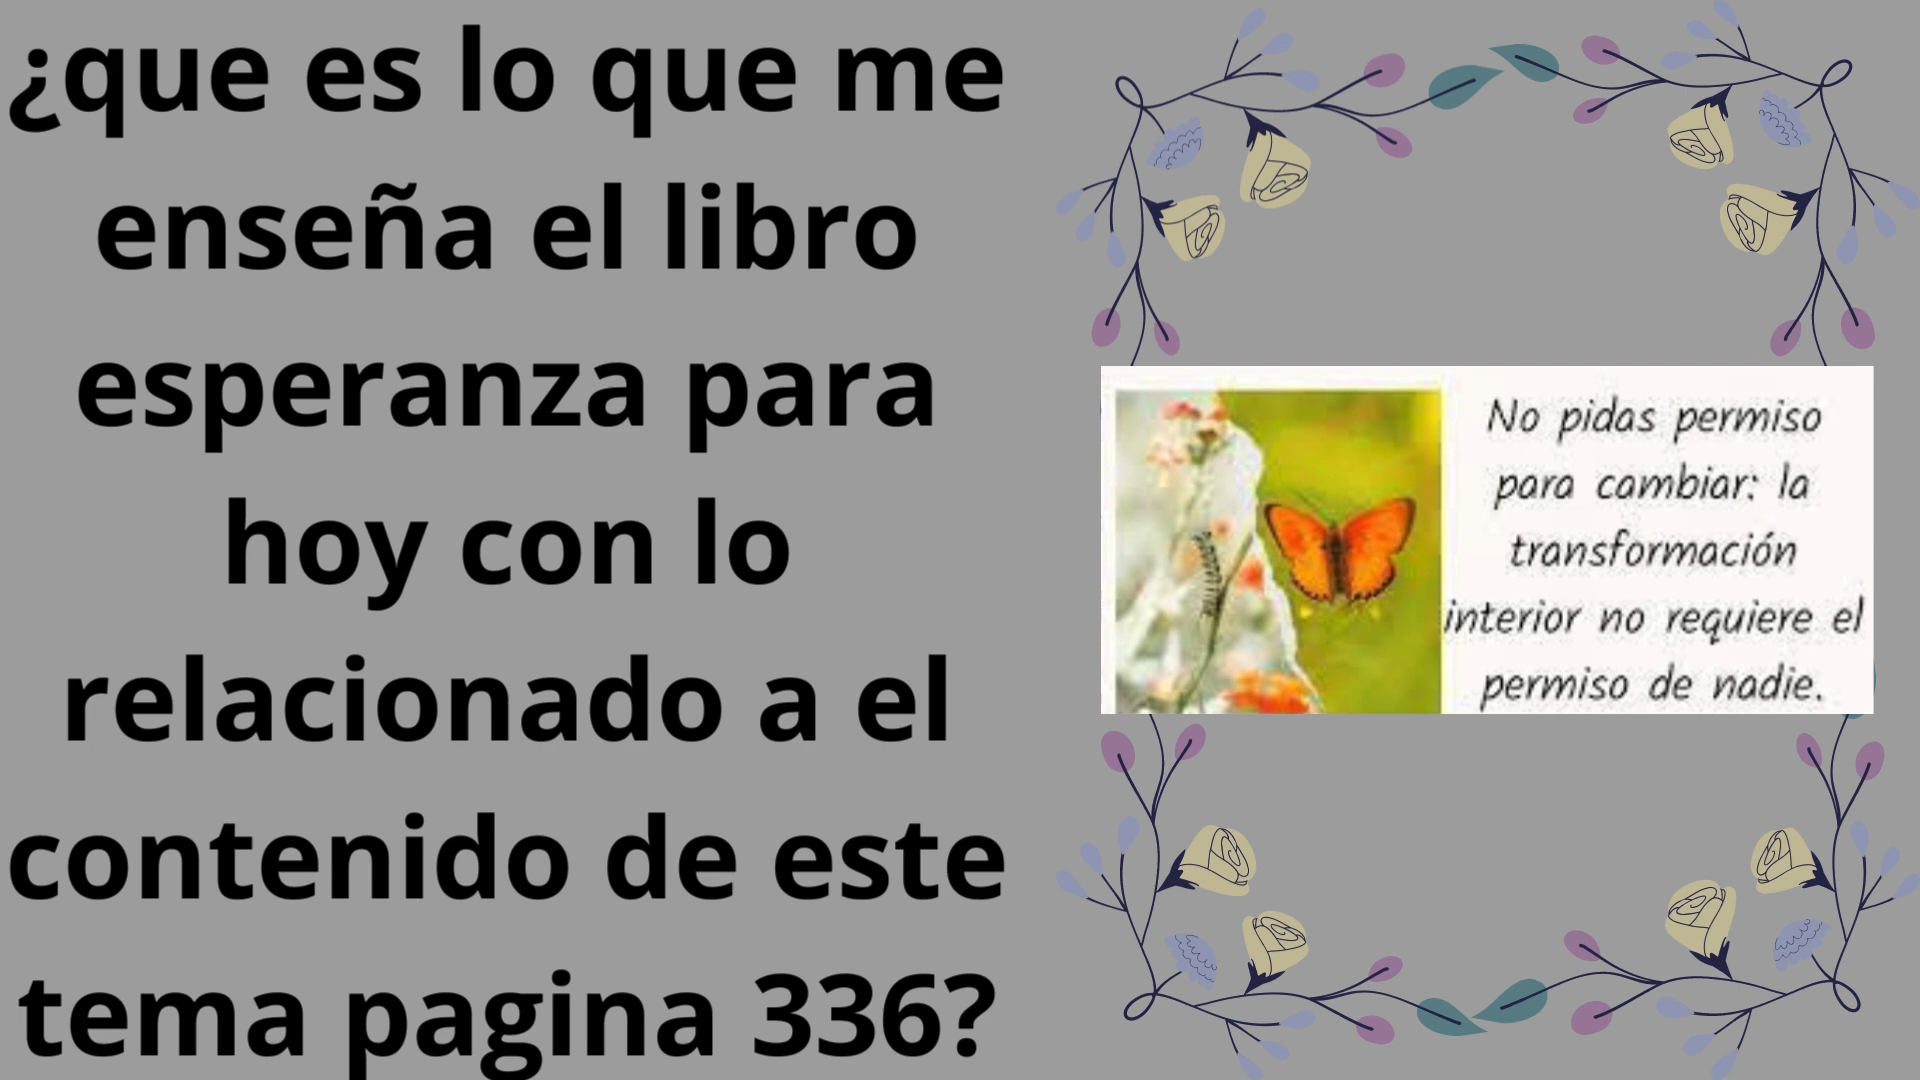 ¿que es lo que me
enseña el libro
esperanza para
hoy con lo
relacionado a el
contenido de este
tema pagina 336?
No pidas permiso
para cambiar: la
transformación
interior no requiere el
permiso de nadie.